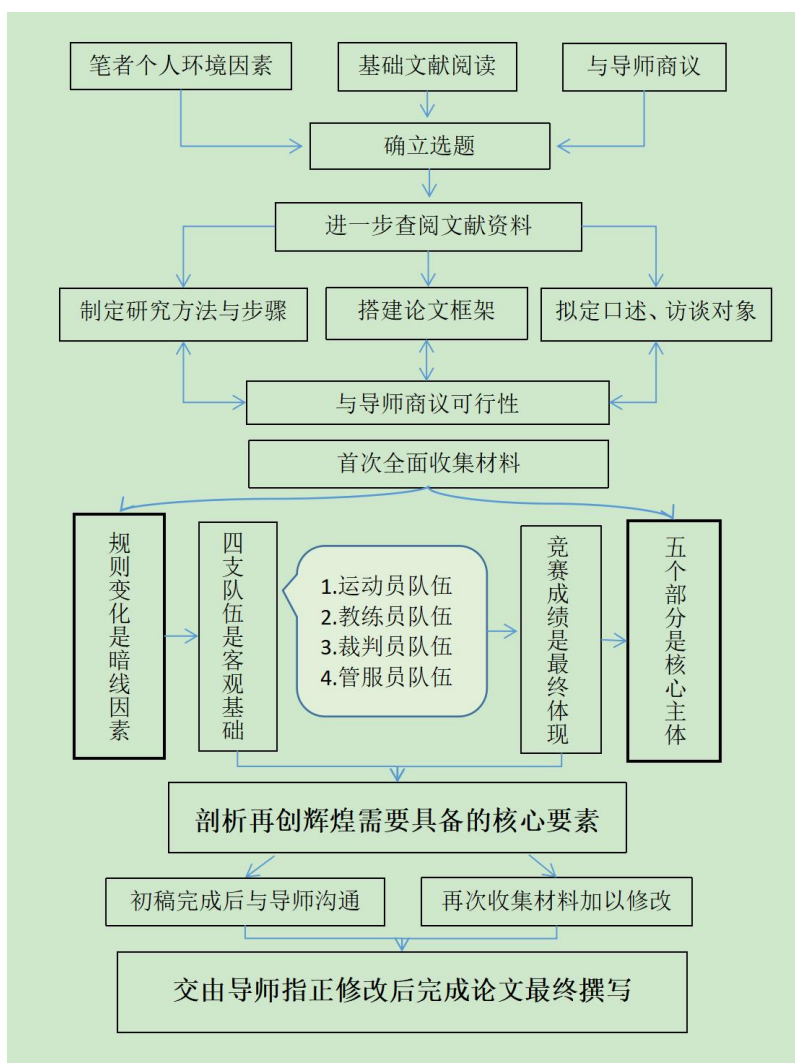 笔者个人环境因素
基础文献阅读
与导师商议
确立选题
进一步查阅文献资料
制定研究方法与步骤
搭建论文框架
拟定口述、访谈对象
与导师商议可行性
首次全面收集材料
规则变化是暗线因素
四支队伍是客观基础
1.运动员队伍
2.教练员队伍
3.裁判员队伍
4.管服员队伍
竞赛成绩是最终体现
五个部分是核心主体
剖析再创辉煌需要具备的核心要素
初稿完成后与导师沟通
再次收集材料加以修改
交由导师指正修改后完成论文最终撰写